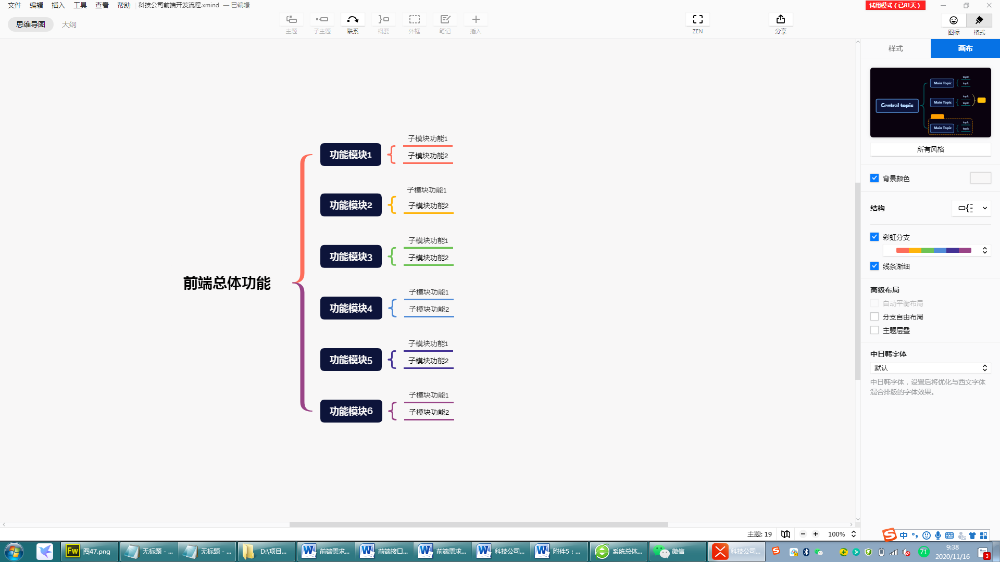 文件 编辑 插入 工具 查看 帮助 科技公司前端开发流程.xmind — 已编辑 试用模式（已81天）
思维导图 大纲
主题 子主题 联系 概要 外框 笔记 插入 ZEN 分享 图标 格式
样式 画布
Central topic
Main Topic topic topic
Main Topic topic topic
Main Topic topic topic
所有风格
背景颜色
结构
彩虹分支
线条渐细
高级布局
自动平衡布局
分支自由布局
主题层叠
中日韩字体
默认
中日韩字体，设置后将优化与西文字体
混合排版的字体效果。
前端总体功能
功能模块1
子模块功能1
子模块功能2
功能模块2
子模块功能1
子模块功能2
功能模块3
子模块功能1
子模块功能2
功能模块4
子模块功能1
子模块功能2
功能模块5
子模块功能1
子模块功能2
功能模块6
子模块功能1
子模块功能2
主题: 19 100%
中
Fw 图47.png 无标题 - ... 无标题 - ... D:\项目... 前端需求... 前端接口... 前端需求... 科技公司... 附件5：... 系统总体... 微信 科技公司... 71 9:38
2020/11/16 3